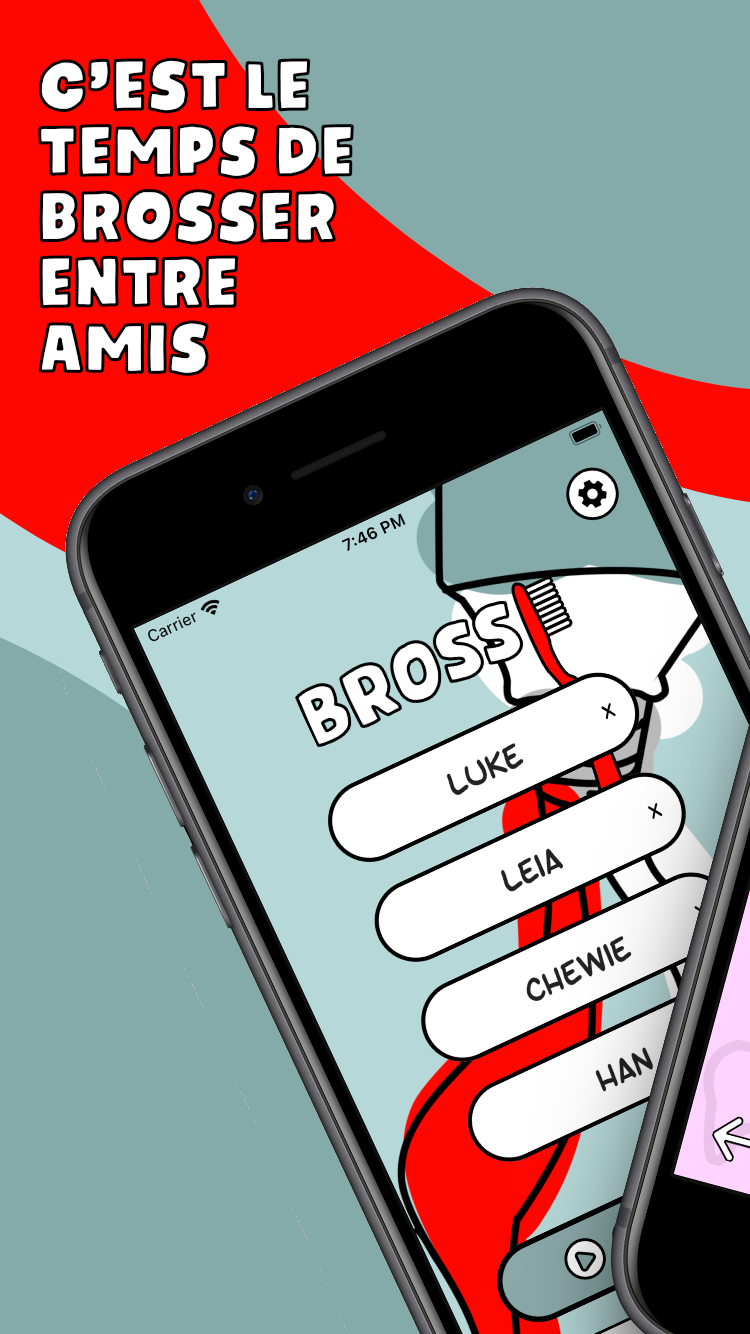 C'EST LE
TEMPS DE
BROSSER
ENTRE
AMIS
Carrier
7:46 PM
BROSS
LUKE
X
LEIA
X
CHEWIE
HAN